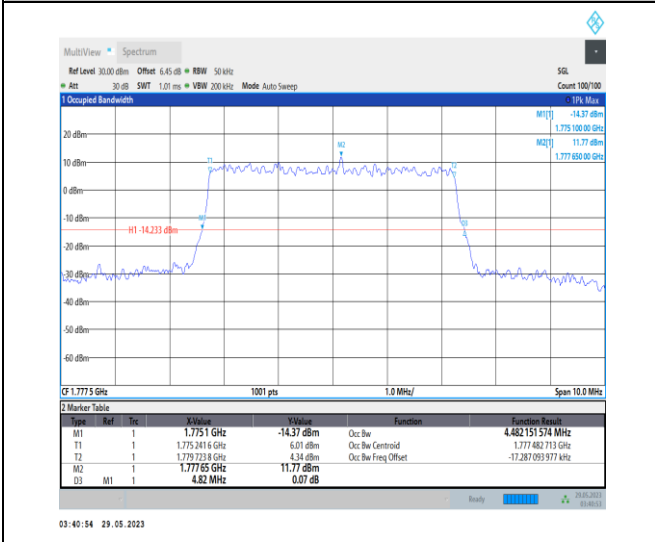 MultiView Spectrum
Ref Level 30.00 dBm Offset 6.45 dB RBW 50 kHz SGL
Att 30 dB SWT 1.01 ms VBW 200 kHz Mode Auto Sweep Count 100/100
1 Occupied Bandwidth 1Pk Max
M1[1] -14.37 dBm
1.775 100 00 GHz
M2[1] 11.77 dBm
1.777 650 00 GHz
20 dBm
M2
T1
T2
10 dBm
0 dBm
-10 dBm
M1
D3
H1 -14.233 dBm
-20 dBm
-30 dBm
-40 dBm
-50 dBm
-60 dBm
CF 1.777 5 GHz 1001 pts 1.0 MHz/ Span 10.0 MHz
2 Marker Table
Type Ref Trc X-Value Y-Value Function Function Result
M1 1 1.775 1 GHz -14.37 dBm Occ Bw 4.482 151 574 MHz
T1 1 1.775 241 6 GHz 6.01 dBm Occ Bw Centroid 1.777 482 713 GHz
T2 1 1.779 723 8 GHz 4.34 dBm Occ Bw Freq Offset -17.287 093 977 kHz
M2 1 1.777 65 GHz 11.77 dBm
D3 M1 1 4.82 MHz 0.07 dB
Ready 29.05.2023
03:40:53
03:40:54 29.05.2023